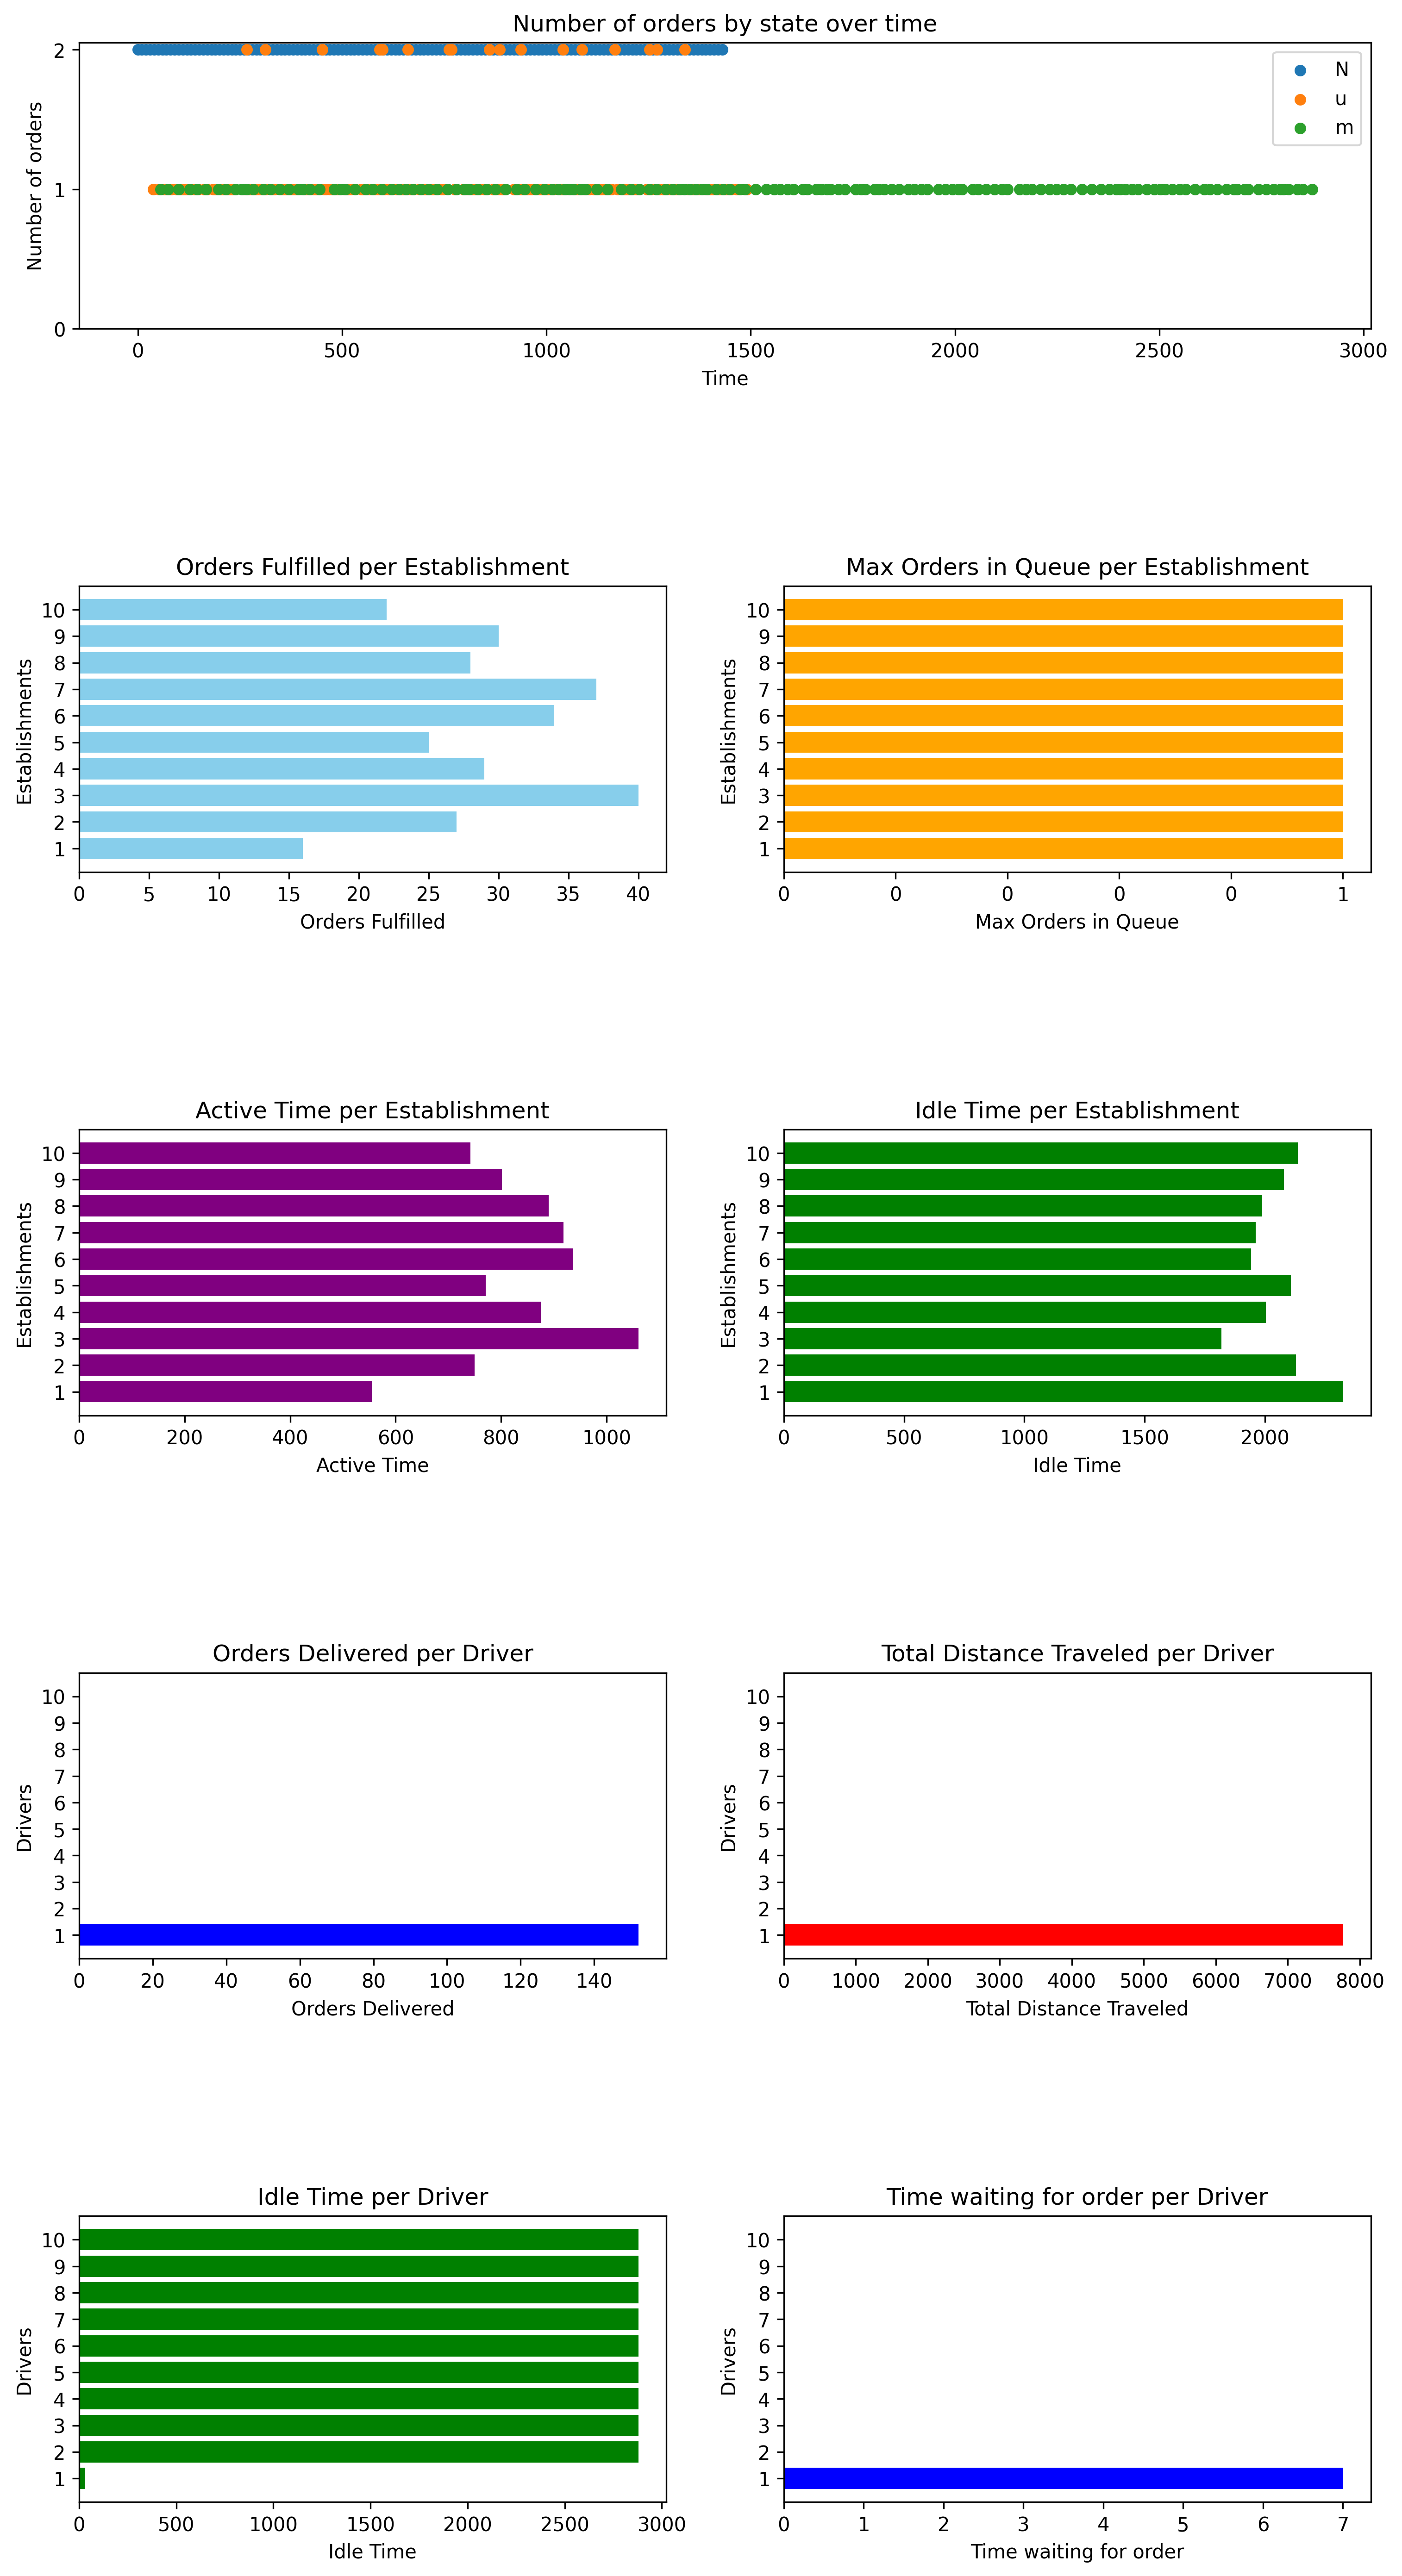 Number of orders by state over time
Number of orders
2
1
0
N
u
m
0 500 1000 1500 2000 2500 3000
Time
Orders Fulfilled per Establishment
Establishments
10
9
8
7
6
5
4
3
2
1
0 5 10 15 20 25 30 35 40
Orders Fulfilled
Max Orders in Queue per Establishment
Establishments
10
9
8
7
6
5
4
3
2
1
0 0 0 0 0 1
Max Orders in Queue
Active Time per Establishment
Establishments
10
9
8
7
6
5
4
3
2
1
0 200 400 600 800 1000
Active Time
Idle Time per Establishment
Establishments
10
9
8
7
6
5
4
3
2
1
0 500 1000 1500 2000
Idle Time
Orders Delivered per Driver
Drivers
10
9
8
7
6
5
4
3
2
1
0 20 40 60 80 100 120 140
Orders Delivered
Total Distance Traveled per Driver
Drivers
10
9
8
7
6
5
4
3
2
1
0 1000 2000 3000 4000 5000 6000 7000 8000
Total Distance Traveled
Idle Time per Driver
Drivers
10
9
8
7
6
5
4
3
2
1
0 500 1000 1500 2000 2500 3000
Idle Time
Time waiting for order per Driver
Drivers
10
9
8
7
6
5
4
3
2
1
0 1 2 3 4 5 6 7
Time waiting for order